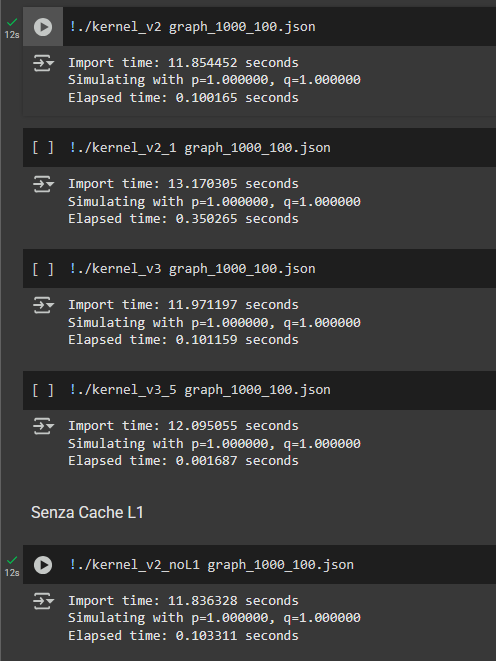 12s
!./kernel_v2 graph_1000_100.json
Import time: 11.854452 seconds
Simulating with p=1.000000, q=1.000000
Elapsed time: 0.100165 seconds
[ ] !./kernel_v2_1 graph_1000_100.json
Import time: 13.170305 seconds
Simulating with p=1.000000, q=1.000000
Elapsed time: 0.350265 seconds
[ ] !./kernel_v3 graph_1000_100.json
Import time: 11.971197 seconds
Simulating with p=1.000000, q=1.000000
Elapsed time: 0.101159 seconds
[ ] !./kernel_v3_5 graph_1000_100.json
Import time: 12.095055 seconds
Simulating with p=1.000000, q=1.000000
Elapsed time: 0.001687 seconds
Senza Cache L1
12s
!./kernel_v2_noL1 graph_1000_100.json
Import time: 11.836328 seconds
Simulating with p=1.000000, q=1.000000
Elapsed time: 0.103311 seconds